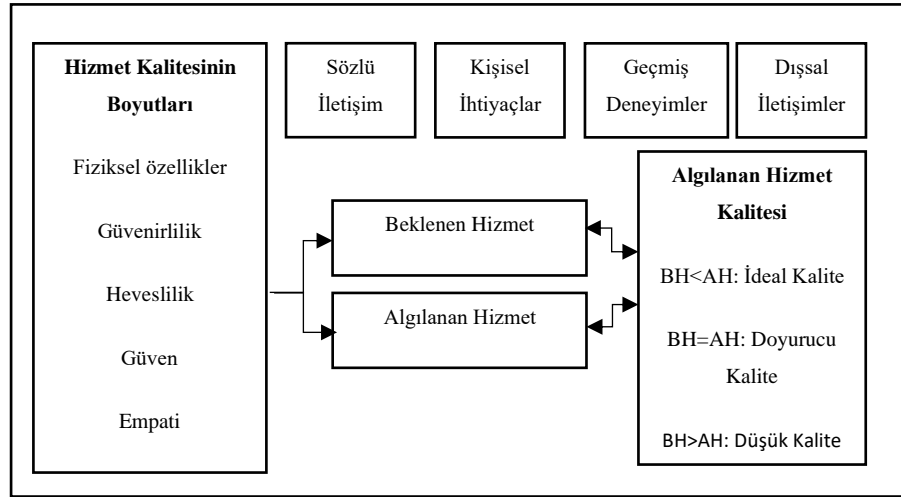 Hizmet Kalitesinin
Boyutları
Fiziksel özellikler
Güvenirlilik
Heveslilik
Güven
Empati
Sözlü
İletişim
Kişisel
İhtiyaçlar
Geçmiş
Deneyimler
Dışsal
İletişimler
Beklenen Hizmet
Algılanan Hizmet
Algılanan Hizmet
Kalitesi
BH<AH: İdeal Kalite
BH=AH: Doyurucu
Kalite
BH>AH: Düşük Kalite